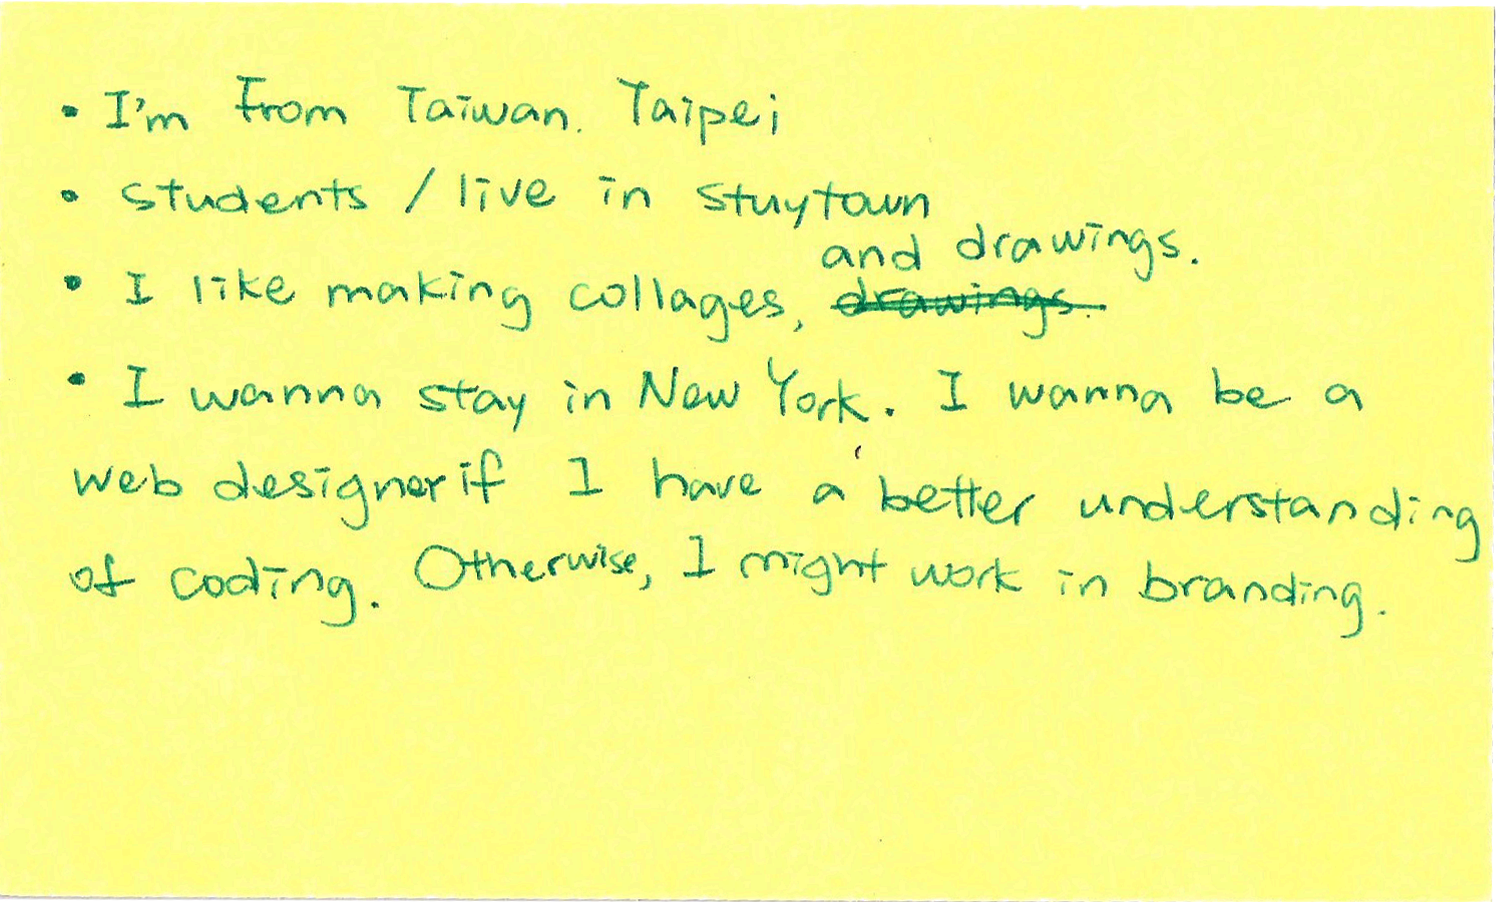 • I'm From Taiwan. Taipei
• students / live in stuytown
and drawings.
• I like making collages, drawings.
• I wanna stay in New York. I wanna be a
web designer if I have a better understanding
of coding. Otherwise, I might work in branding.